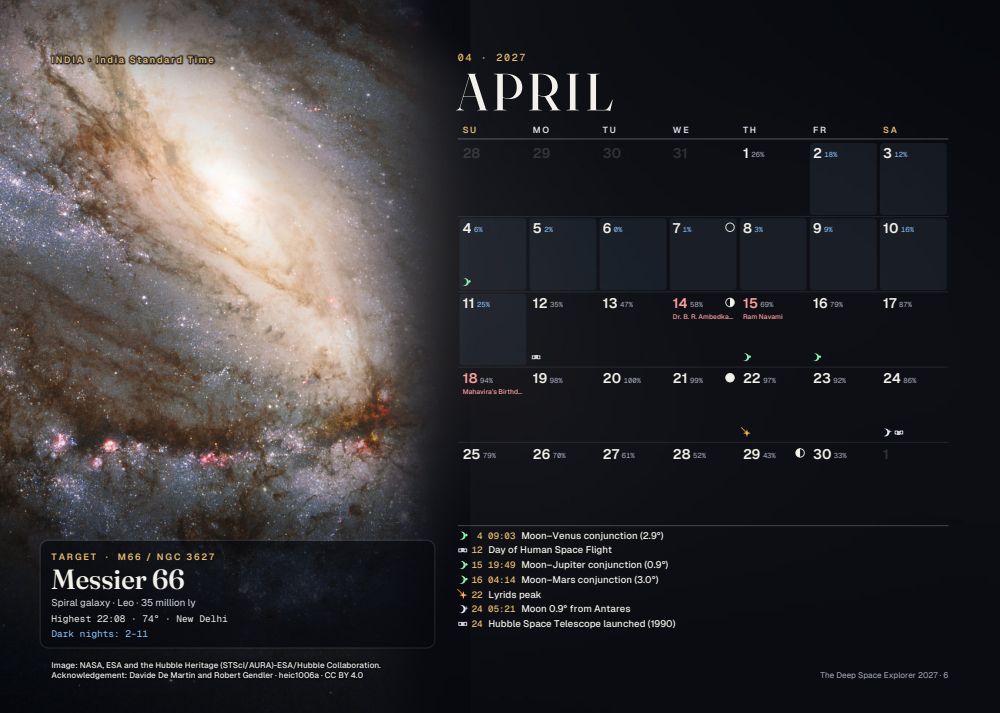 INDIA · India Standard Time
04 · 2027
APRIL
SU MO TU WE TH FR SA
28 29 30 31 1 26% 2 18% 3 12%
4 6% 5 2% 6 0% 7 1% 8 3% 9 9% 10 16%
11 25% 12 35% 13 47% 14 58% 15 69% 16 79% 17 87%
Dr. B. R. Ambedka… Ram Navami
18 94% 19 98% 20 100% 21 99% 22 97% 23 92% 24 86%
Mahavira's Birthd…
25 79% 26 70% 27 61% 28 52% 29 43% 30 33% 1
4 09:03 Moon–Venus conjunction (2.9°)
12 Day of Human Space Flight
15 19:49 Moon–Jupiter conjunction (0.9°)
16 04:14 Moon–Mars conjunction (3.0°)
22 Lyrids peak
24 05:21 Moon 0.9° from Antares
24 Hubble Space Telescope launched (1990)
TARGET · M66 / NGC 3627
Messier 66
Spiral galaxy · Leo · 35 million ly
Highest 22:08 · 74° · New Delhi
Dark nights: 2–11
Image: NASA, ESA and the Hubble Heritage (STScI/AURA)-ESA/Hubble Collaboration.
Acknowledgement: Davide De Martin and Robert Gendler · heic1006a · CC BY 4.0
The Deep Space Explorer 2027 · 6